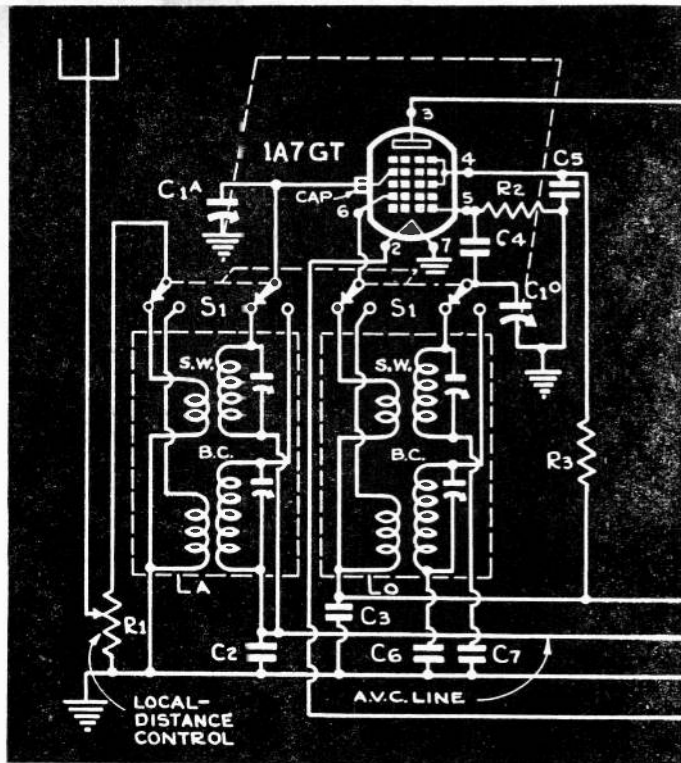 3
1A7GT
4
C5
C1A
CAP
R2
6
5
2
7
C4
C1O
S1
S1
S.W.
S.W.
B.C.
B.C.
R3
LA
LO
R1
C3
C2
C6
C7
LOCAL-
DISTANCE
CONTROL
A.V.C. LINE